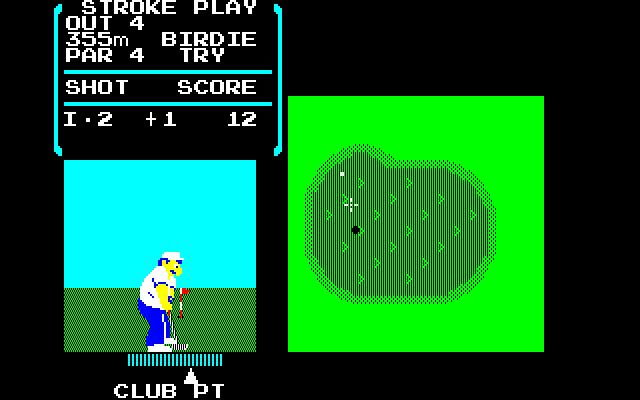 STROKE PLAY
OUT 4
355m BIRDIE
PAR 4 TRY
SHOT SCORE
I·2 +1 12
CLUB PT